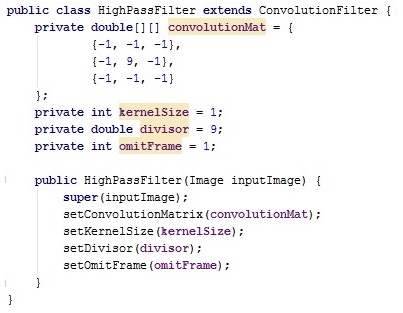 public class HighPassFilter extends ConvolutionFilter {
    private double[][] convolutionMat = {
            {-1, -1, -1},
            {-1, 9, -1},
            {-1, -1, -1}
    };
    private int kernelSize = 1;
    private double divisor = 9;
    private int omitFrame = 1;
    public HighPassFilter(Image inputImage) {
        super(inputImage);
        setConvolutionMatrix(convolutionMat);
        setKernelSize(kernelSize);
        setDivisor(divisor);
        setOmitFrame(omitFrame);
    }
}